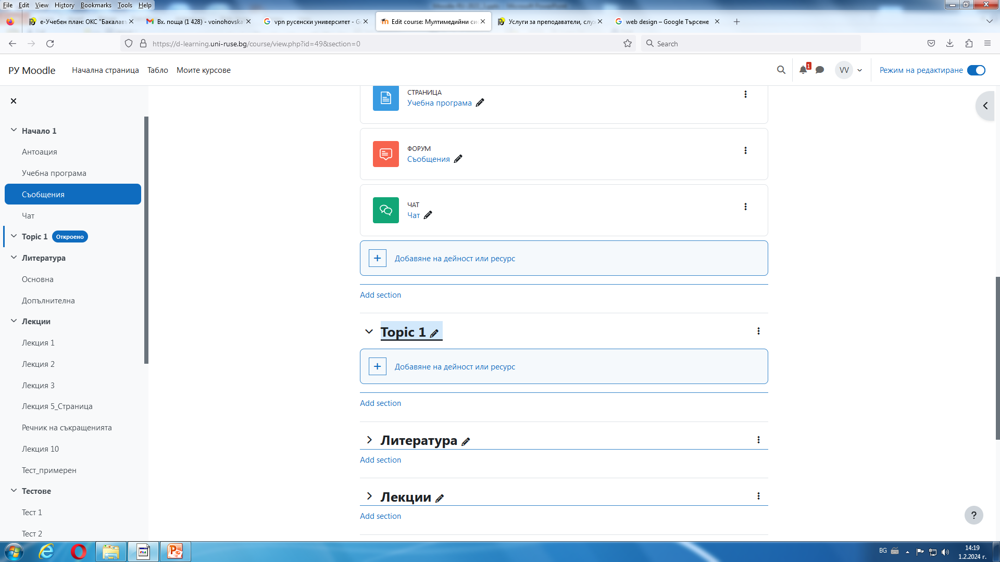 File Edit View History Bookmarks Tools Help
е-Учебен план: ОКС "Бакалавъ
Вх. поща (1 428) - voinohovska
vpn русенски университет - Go
Edit course: Мултимедийни си
Услуги за преподаватели, служ
web design – Google Търсене
https://d-learning.uni-ruse.bg/course/view.php?id=49&section=0
Search
РУ Moodle Начална страница Табло Моите курсове
1
VV
Режим на редактиране
Начало 1
Антоация
Учебна програма
Съобщения
Чат
Topic 1 Откроено
Литература
Основна
Допълнителна
Лекции
Лекция 1
Лекция 2
Лекция 3
Лекция 5_Страница
Речник на съкращенията
Лекция 10
Тест_примерен
Тестове
Тест 1
Тест 2
СТРАНИЦА
Учебна програма
ФОРУМ
Съобщения
ЧАТ
Чат
Добавяне на дейност или ресурс
Add section
Topic 1
Добавяне на дейност или ресурс
Add section
Литература
Add section
Лекции
Add section
?
BG
14:19
1.2.2024 г.